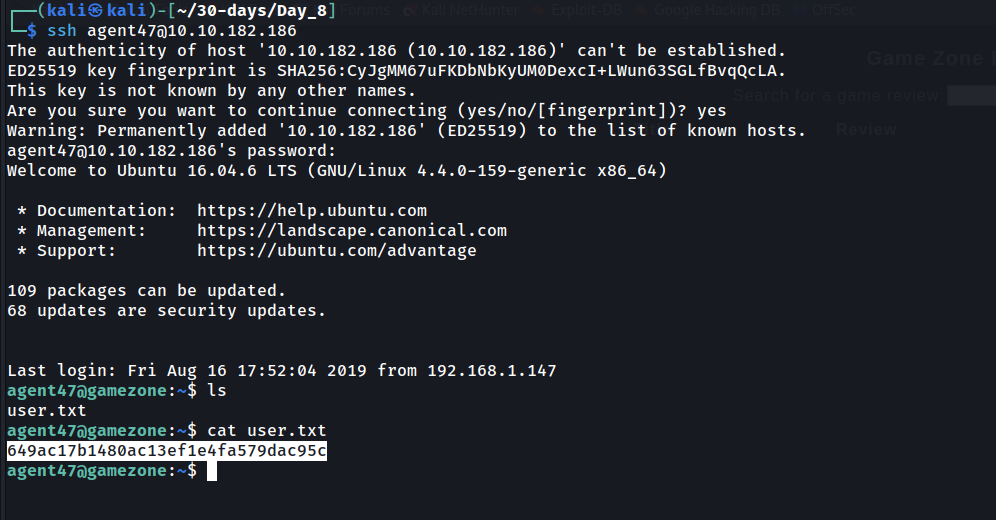 Forums Kali NetHunter Exploit-DB Google Hacking DB OffSec
┌──(kali㉿kali)-[~/30-days/Day_8]
└─$ ssh agent47@10.10.182.186
The authenticity of host '10.10.182.186 (10.10.182.186)' can't be established.
ED25519 key fingerprint is SHA256:CyJgMM67uFKDbNbKyUM0DexcI+LWun63SGLfBvqQcLA.
Game Zone
This key is not known by any other names.
Search for a game review:
Are you sure you want to continue connecting (yes/no/[fingerprint])? yes
Warning: Permanently added '10.10.182.186' (ED25519) to the list of known hosts.
Review
agent47@10.10.182.186's password:
Welcome to Ubuntu 16.04.6 LTS (GNU/Linux 4.4.0-159-generic x86_64)
* Documentation:  https://help.ubuntu.com
* Management:     https://landscape.canonical.com
* Support:        https://ubuntu.com/advantage
109 packages can be updated.
68 updates are security updates.
Last login: Fri Aug 16 17:52:04 2019 from 192.168.1.147
agent47@gamezone:~$ ls
user.txt
agent47@gamezone:~$ cat user.txt
649ac17b1480ac13ef1e4fa579dac95c
agent47@gamezone:~$